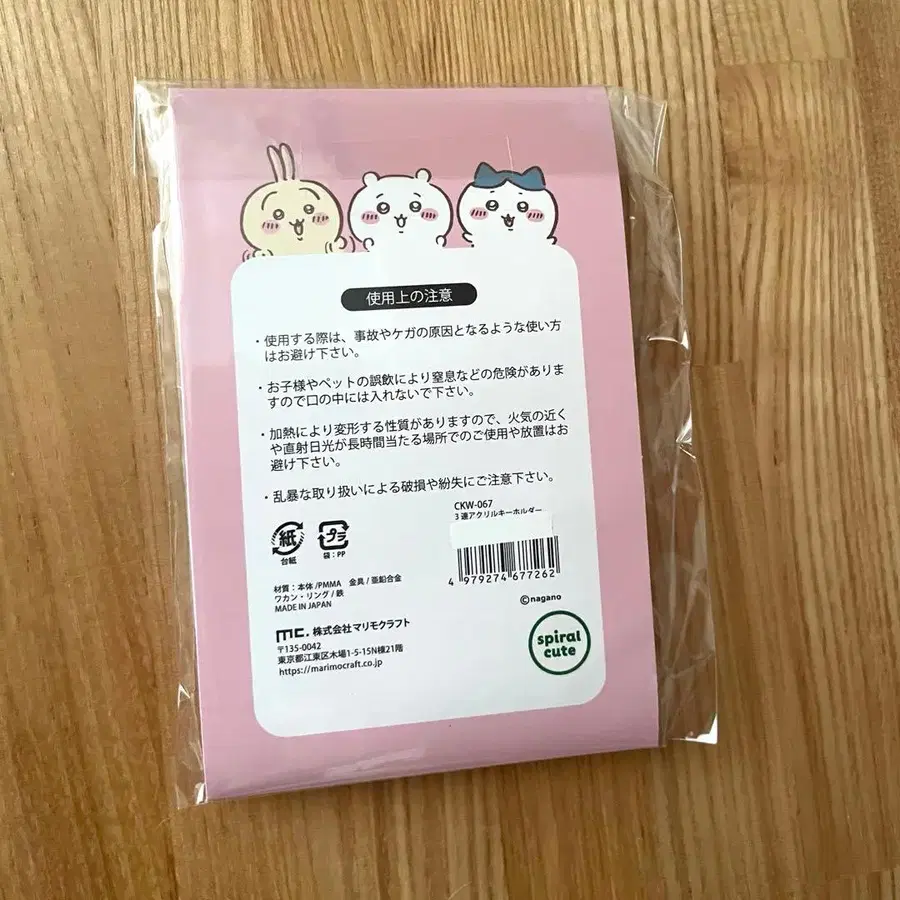 使用上の注意
・使用する際は、事故やケガの原因となるような使い方
はお避け下さい。
・お子様やペットの誤飲により窒息などの危険がありま
すので口の中には入れないで下さい。
・加熱により変形する性質がありますので、火気の近く
や直射日光が長時間当たる場所でのご使用や放置はお
避け下さい。
・乱暴な取り扱いによる破損や紛失にご注意下さい。
紙
台紙
プラ
袋:PP
CKW-067
3連アクリルキーホルダー
4 979274 677262
材質:本体/PMMA 金具/亜鉛合金
ワカン・リング/鉄
MADE IN JAPAN
©nagano
mc. 株式会社マリモクラフト
〒135-0042
東京都江東区木場1-5-15N棟21階
https://marimocraft.co.jp
spiral
cute